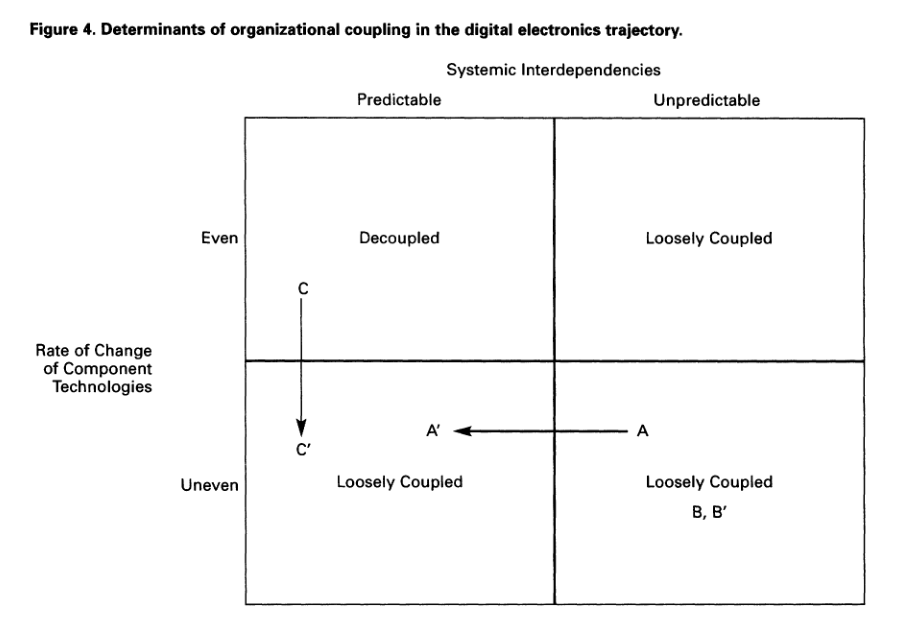 Figure 4. Determinants of organizational coupling in the digital electronics trajectory.
Systemic Interdependencies
Predictable Unpredictable
Even Decoupled Loosely Coupled
C
Rate of Change
of Component
Technologies
A′ A
C′
Uneven Loosely Coupled Loosely Coupled
B, B′